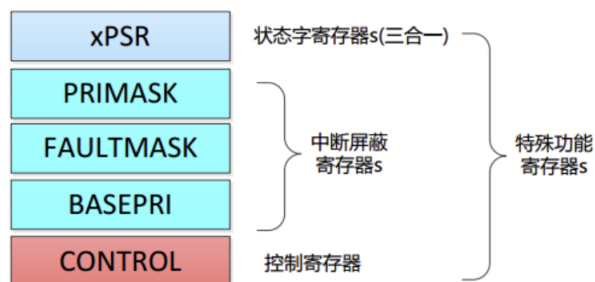 xPSR
状态字寄存器s(三合一)
PRIMASK
FAULTMASK
BASEPRI
中断屏蔽
寄存器s
特殊功能
寄存器s
CONTROL
控制寄存器